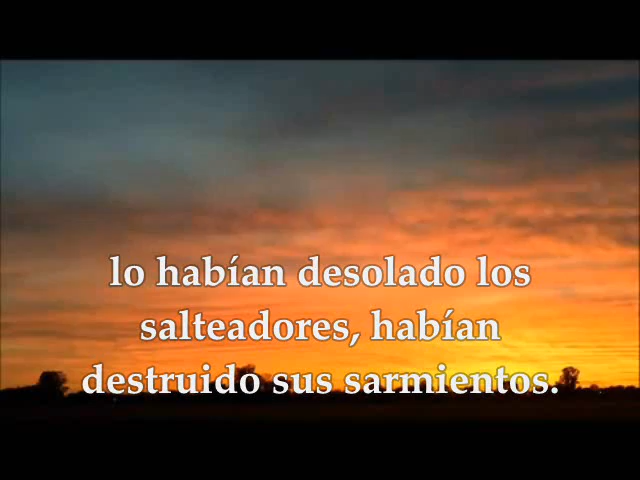 lo habían desolado los
salteadores, habían
destruido sus sarmientos.